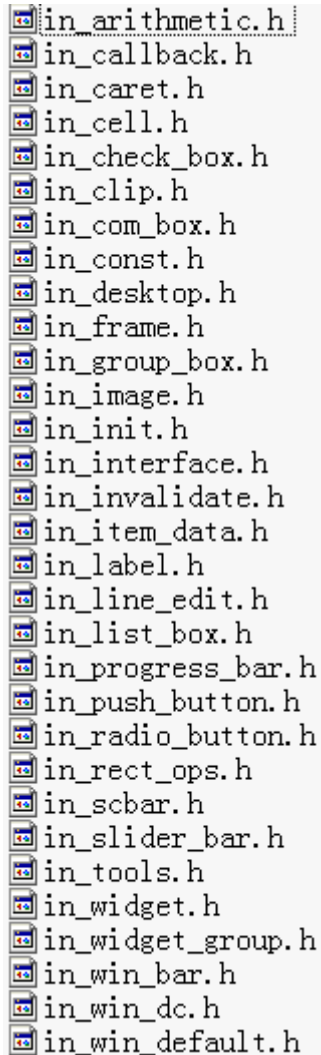 in_arithmetic.h
in_callback.h
in_caret.h
in_cell.h
in_check_box.h
in_clip.h
in_com_box.h
in_const.h
in_desktop.h
in_frame.h
in_group_box.h
in_image.h
in_init.h
in_interface.h
in_invalidate.h
in_item_data.h
in_label.h
in_line_edit.h
in_list_box.h
in_progress_bar.h
in_push_button.h
in_radio_button.h
in_rect_ops.h
in_scbar.h
in_slider_bar.h
in_tools.h
in_widget.h
in_widget_group.h
in_win_bar.h
in_win_dc.h
in_win_default.h